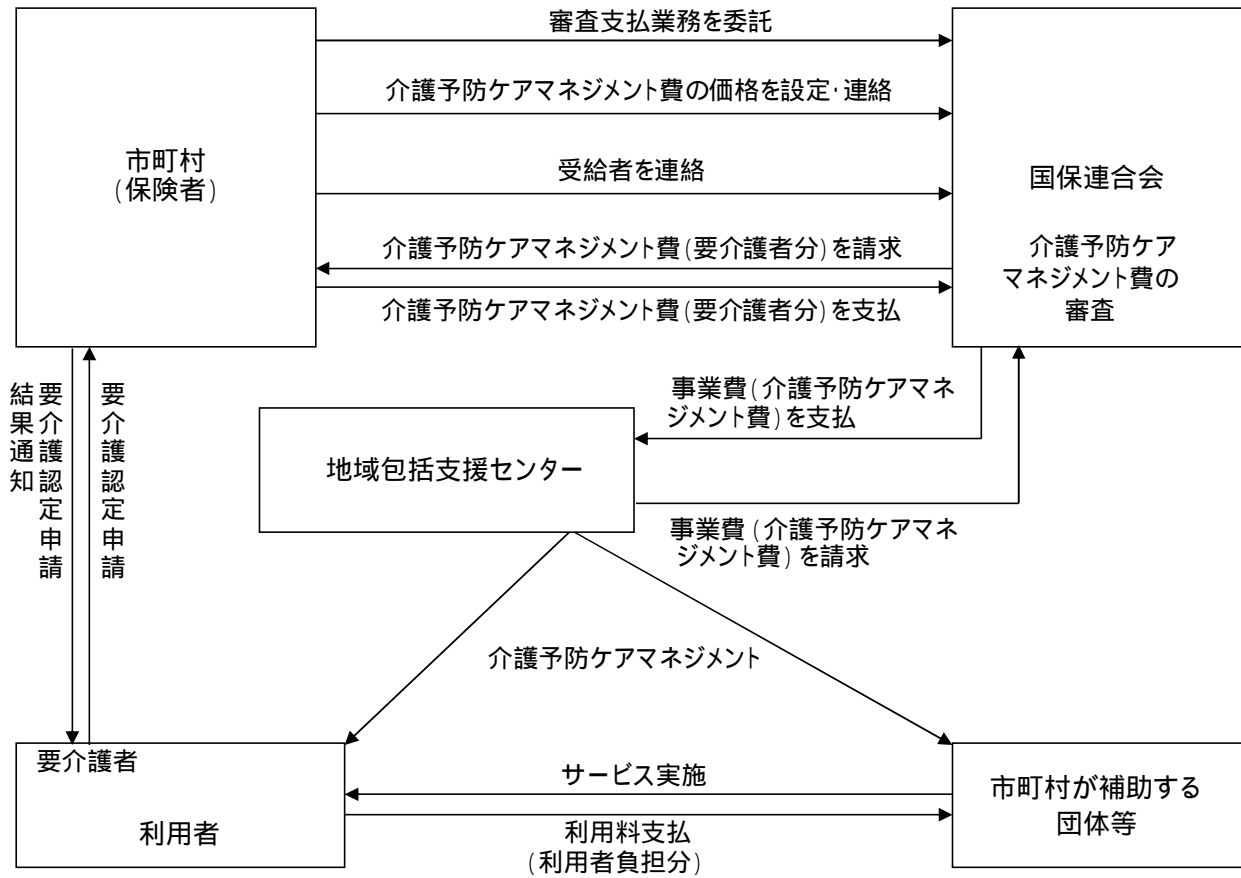 審査支払業務を委託
介護予防ケアマネジメント費の価格を設定･連絡
市町村
(保険者)
受給者を連絡
国保連合会
介護予防ケア
マネジメント費の
審査
介護予防ケアマネジメント費(要介護者分)を請求
介護予防ケアマネジメント費(要介護者分)を支払
要介護認定申請
結果通知
要介護認定申請
事業費(介護予防ケアマネ
ジメント費)を支払
地域包括支援センター
事業費(介護予防ケアマネ
ジメント費)を請求
介護予防ケアマネジメント
要介護者
利用者
サービス実施
利用料支払
(利用者負担分)
市町村が補助する
団体等